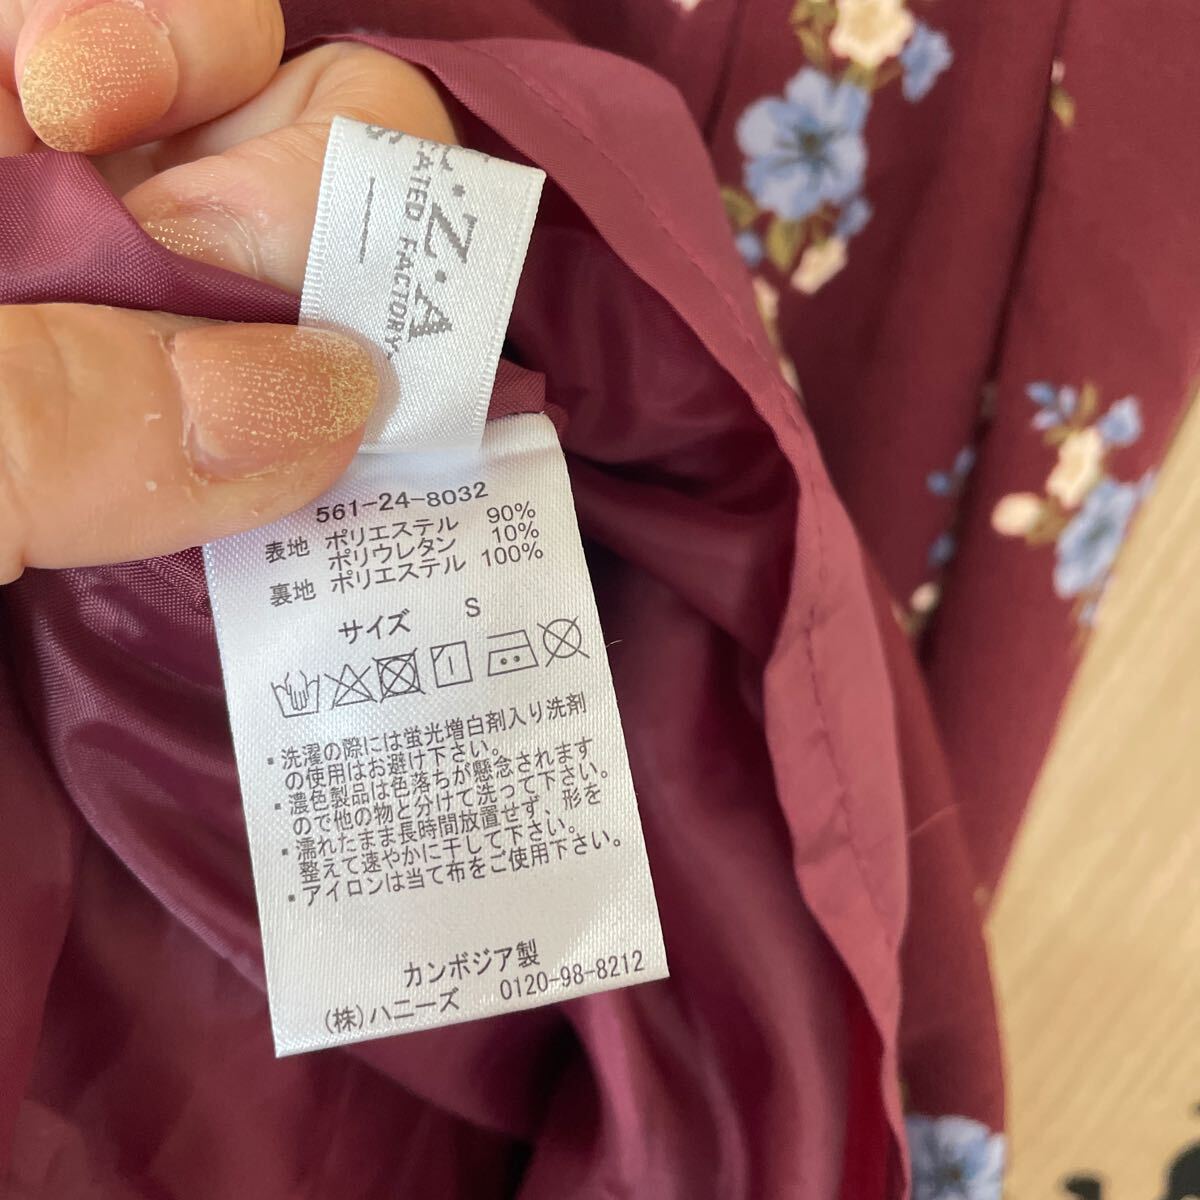 Z・A
CATED FACTORY
561-24-8032
表地 ポリエステル 90%
ポリウレタン 10%
裏地 ポリエステル 100%
サイズ S
・洗濯の際には蛍光増白剤入り洗剤
の使用はお避け下さい。
・濃色製品は色落ちが懸念されます
ので他の物と分けて洗って下さい。
・濡れたまま長時間放置せず、形を
整えて速やかに干して下さい。
・アイロンは当て布をご使用下さい。
カンボジア製
(株)ハニーズ 0120-98-8212